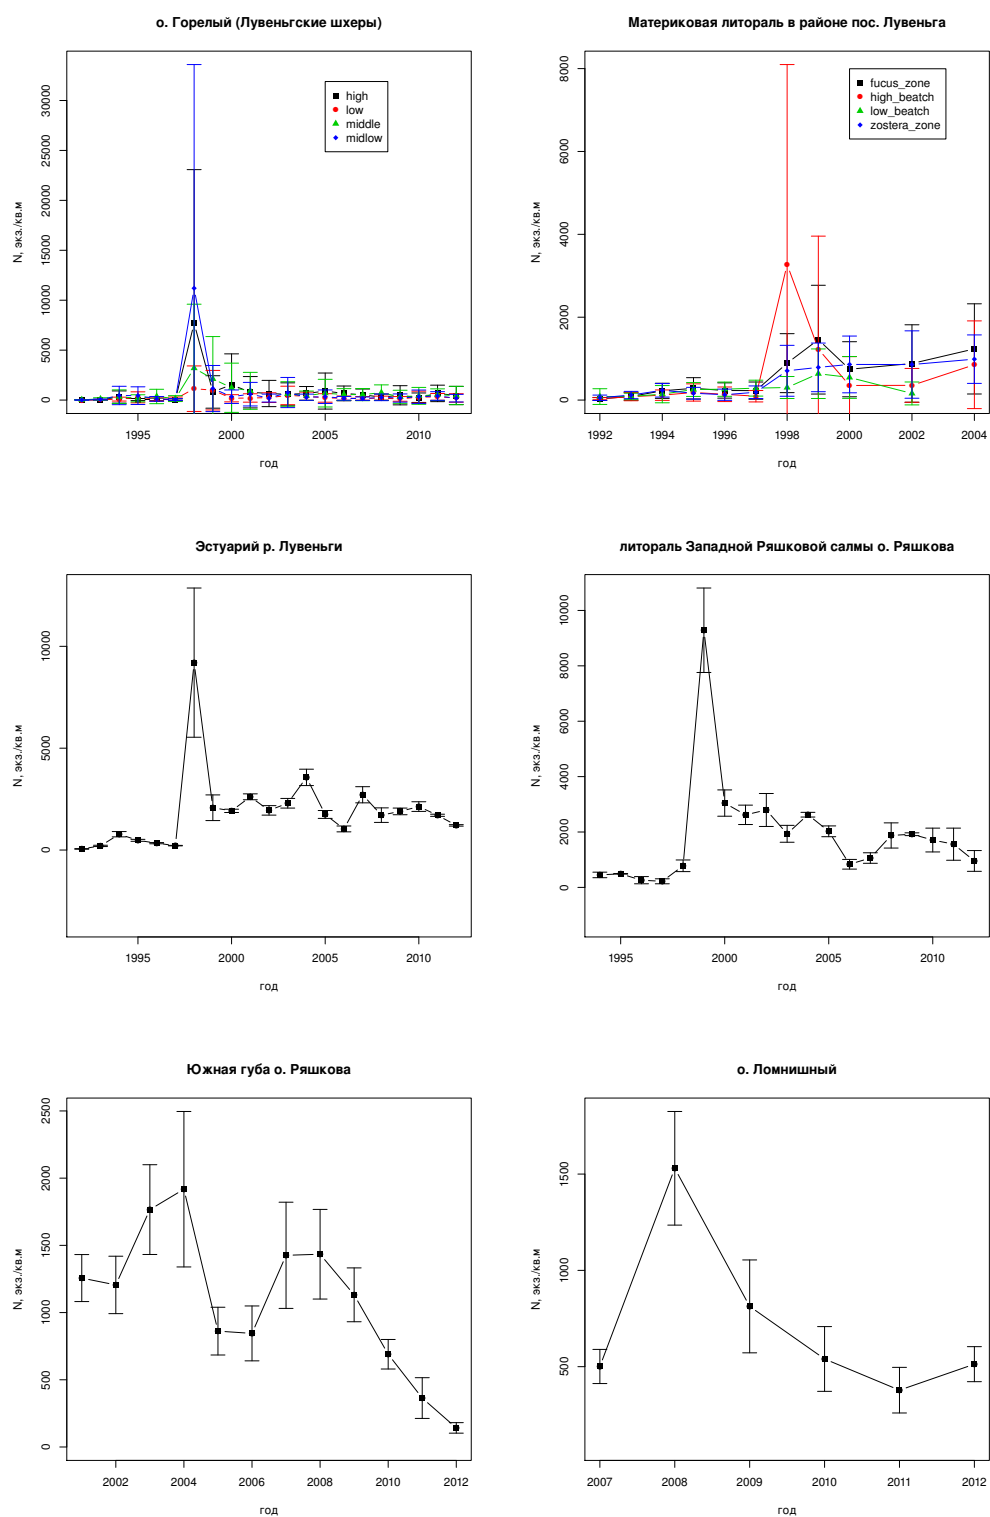 о. Горелый (Лувеньгские шхеры)
N, экз./кв.м
0 5000 10000 15000 20000 25000 30000
high
low
middle
midlow
1995 2000 2005 2010
год
Материковая литораль в районе пос. Лувеньга
N, экз./кв.м
0 2000 4000 6000 8000
fucus_zone
high_beatch
low_beatch
zostera_zone
1992 1994 1996 1998 2000 2002 2004
год
Эстуарий р. Лувеньги
N, экз./кв.м
0 5000 10000
1995 2000 2005 2010
год
литораль Западной Ряшковой салмы о. Ряшкова
N, экз./кв.м
0 2000 4000 6000 8000 10000
1995 2000 2005 2010
год
Южная губа о. Ряшкова
N, экз./кв.м
0 500 1000 1500 2000 2500
2002 2004 2006 2008 2010 2012
год
о. Ломнишный
N, экз./кв.м
500 1000 1500
2007 2008 2009 2010 2011 2012
год